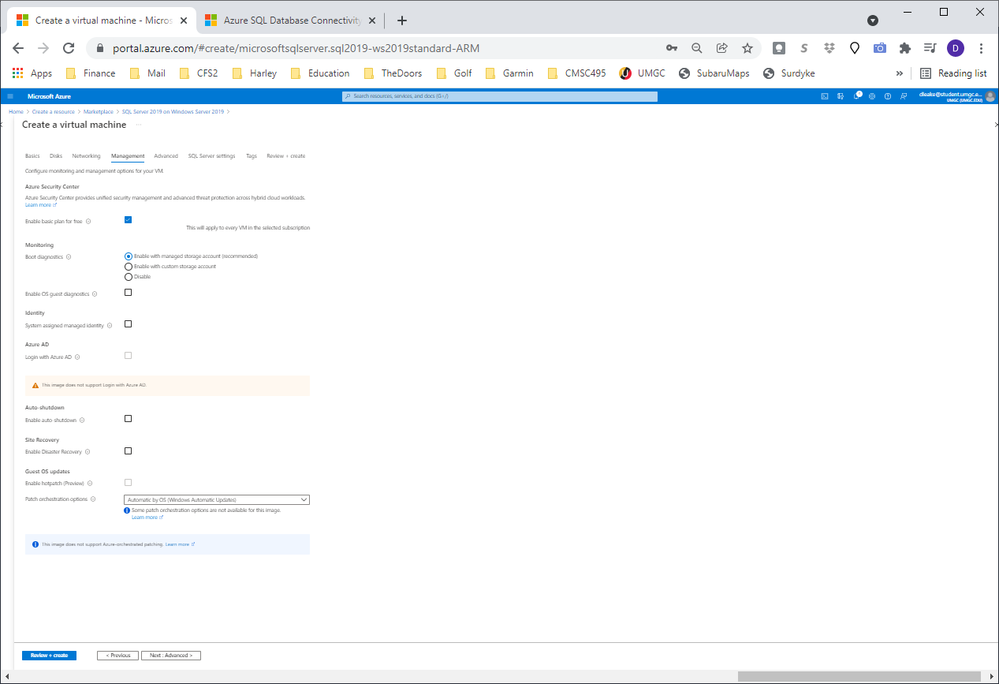 Create a virtual machine - Micros
Azure SQL Database Connectivity
portal.azure.com/#create/microsoftsqlserver.sql2019-ws2019standard-ARM
S
D
Apps
Finance
Mail
CFS2
Harley
Education
TheDoors
Golf
Garmin
CMSC495
UMGC
SubaruMaps
Surdyke
»
Reading list
Microsoft Azure
Search resources, services, and docs (G+/)
dleake@student.umgc.e...
UMGC (UMGC.EDU)
Home > Create a resource > Marketplace > SQL Server 2019 on Windows Server 2019 >
Create a virtual machine ...
Basics Disks Networking Management Advanced SQL Server settings Tags Review + create
Configure monitoring and management options for your VM.
Azure Security Center
Azure Security Center provides unified security management and advanced threat protection across hybrid cloud workloads.
Learn more
Enable basic plan for free
This will apply to every VM in the selected subscription
Monitoring
Boot diagnostics
Enable with managed storage account (recommended)
Enable with custom storage account
Disable
Enable OS guest diagnostics
Identity
System assigned managed identity
Azure AD
Login with Azure AD
This image does not support Login with Azure AD.
Auto-shutdown
Enable auto-shutdown
Site Recovery
Enable Disaster Recovery
Guest OS updates
Enable hotpatch (Preview)
Patch orchestration options
Automatic by OS (Windows Automatic Updates)
Some patch orchestration options are not available for this image.
Learn more
This image does not support Azure-orchestrated patching. Learn more
Review + create
< Previous
Next : Advanced >